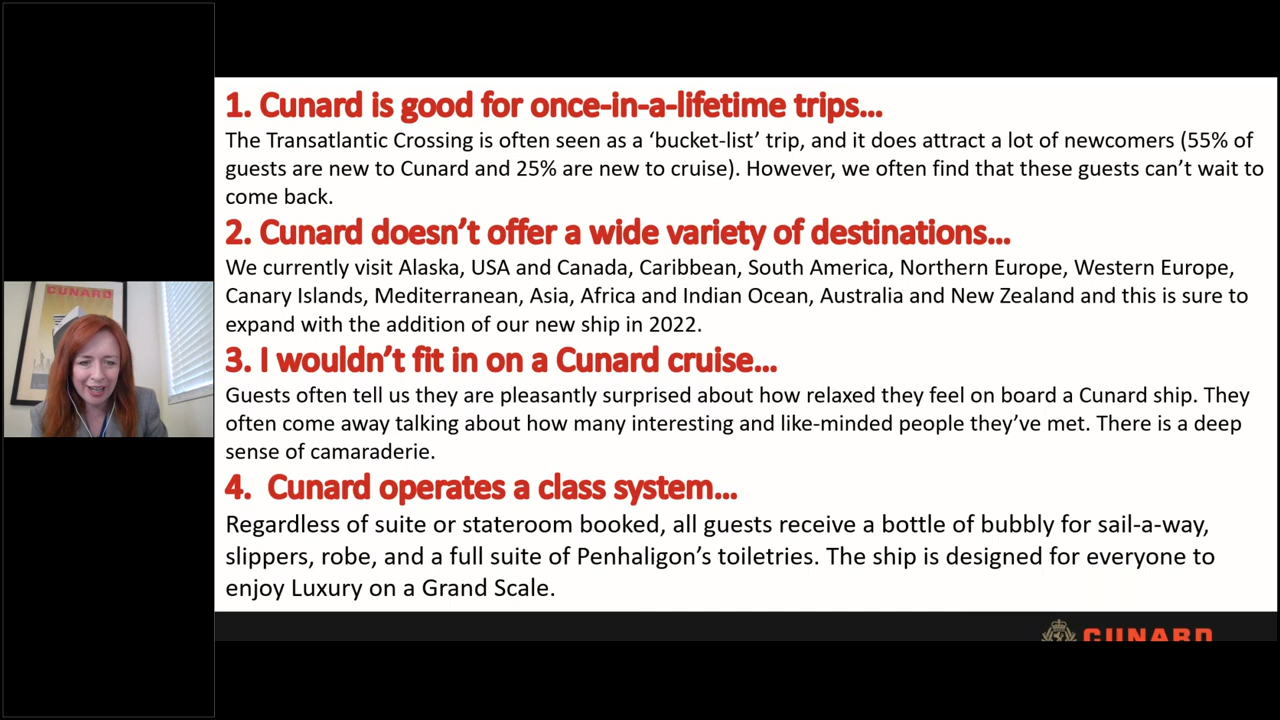 1. Cunard is good for once-in-a-lifetime trips...
The Transatlantic Crossing is often seen as a ‘bucket-list’ trip, and it does attract a lot of newcomers (55% of
guests are new to Cunard and 25% are new to cruise). However, we often find that these guests can’t wait to
come back.
2. Cunard doesn’t offer a wide variety of destinations...
We currently visit Alaska, USA and Canada, Caribbean, South America, Northern Europe, Western Europe,
Canary Islands, Mediterranean, Asia, Africa and Indian Ocean, Australia and New Zealand and this is sure to
expand with the addition of our new ship in 2022.
3. I wouldn’t fit in on a Cunard cruise...
Guests often tell us they are pleasantly surprised about how relaxed they feel on board a Cunard ship. They
often come away talking about how many interesting and like-minded people they’ve met. There is a deep
sense of camaraderie.
4. Cunard operates a class system...
Regardless of suite or stateroom booked, all guests receive a bottle of bubbly for sail-a-way,
slippers, robe, and a full suite of Penhaligon’s toiletries. The ship is designed for everyone to
enjoy Luxury on a Grand Scale.
CUNARD
CUNARD